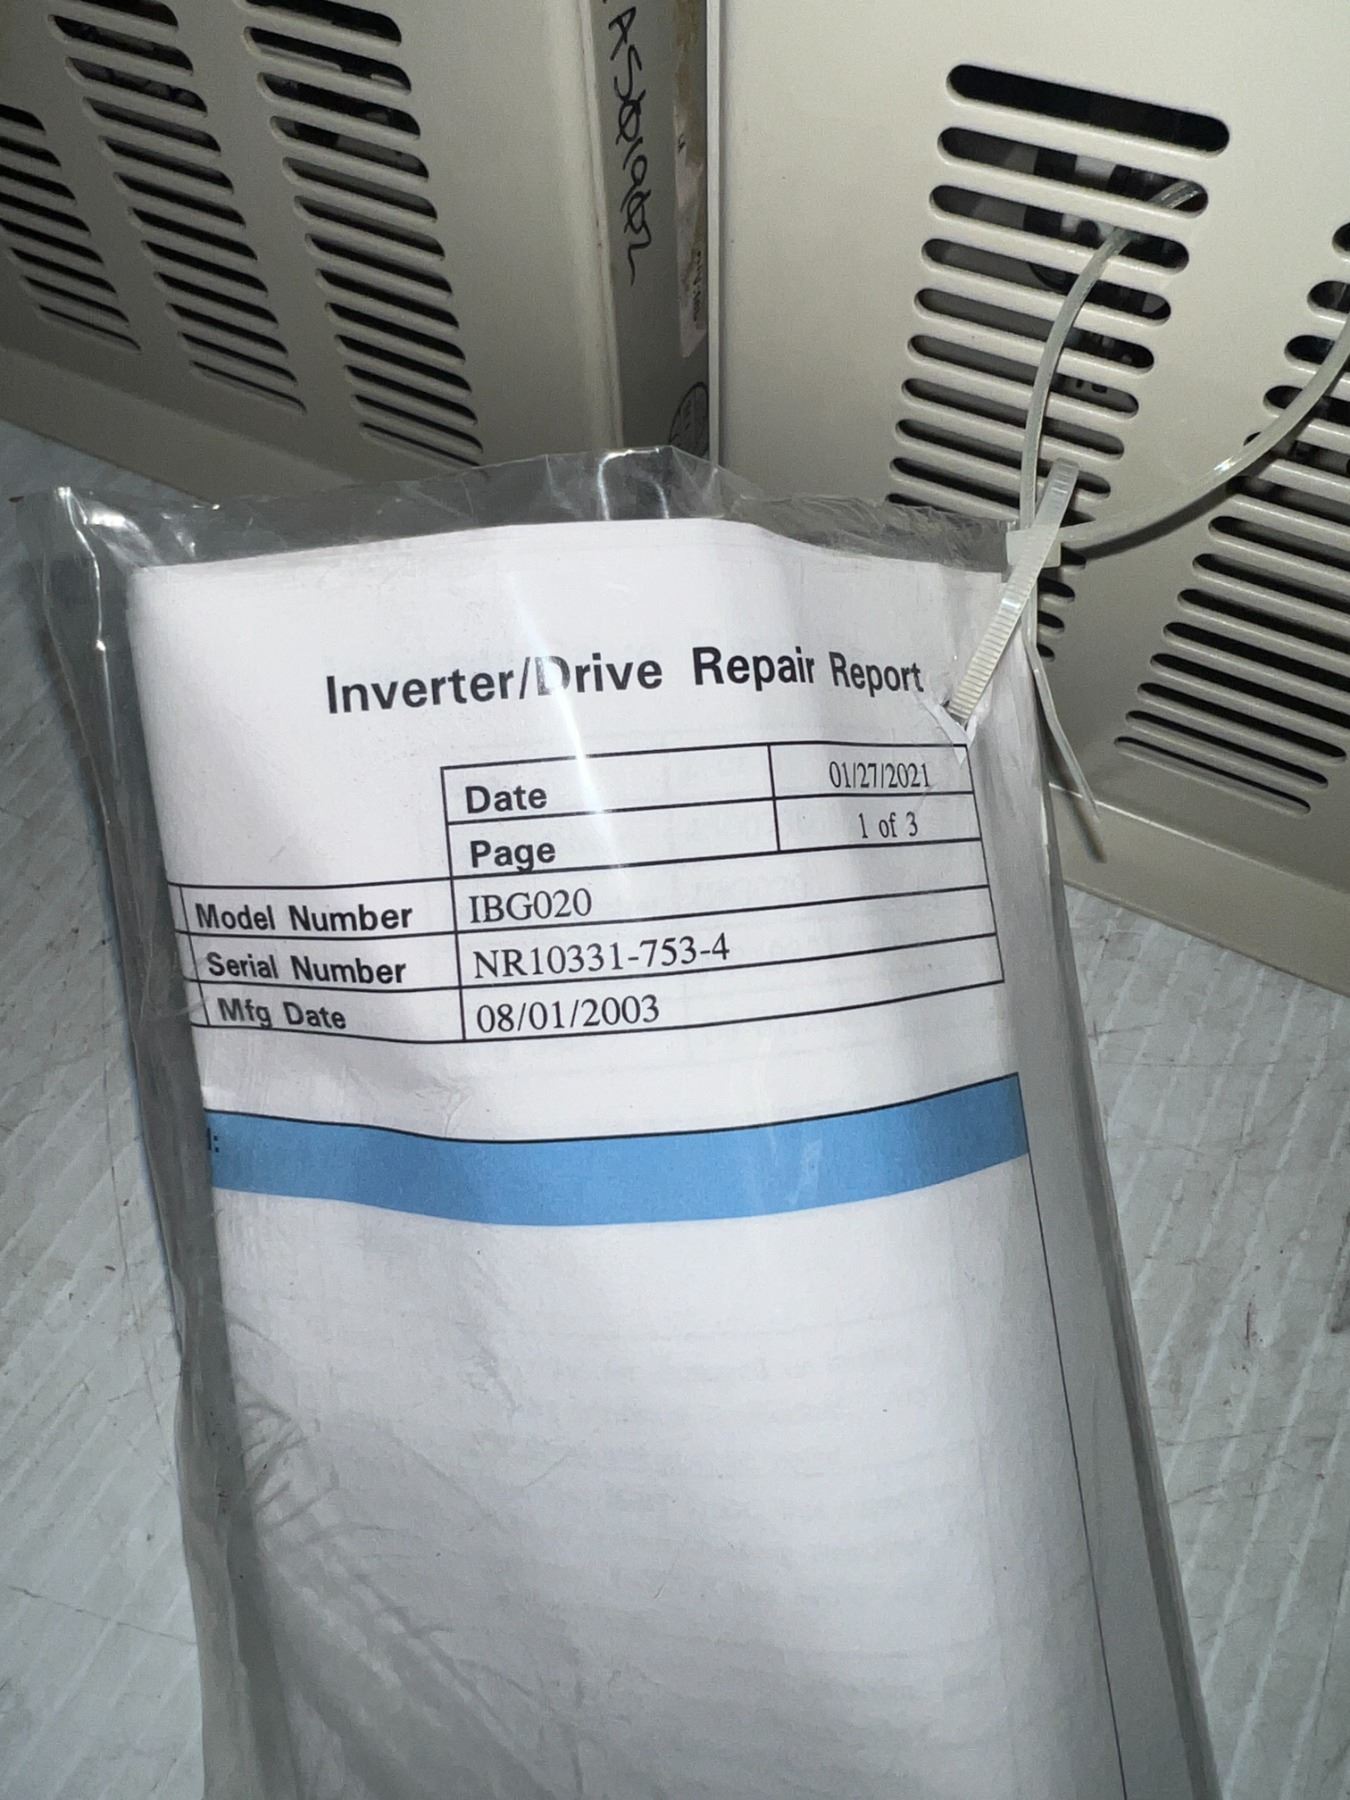 Inverter/Drive Repair Report
Date 01/27/2021
Page 1 of 3
Model Number IBG020
Serial Number NR10331-753-4
Mfg Date 08/01/2003